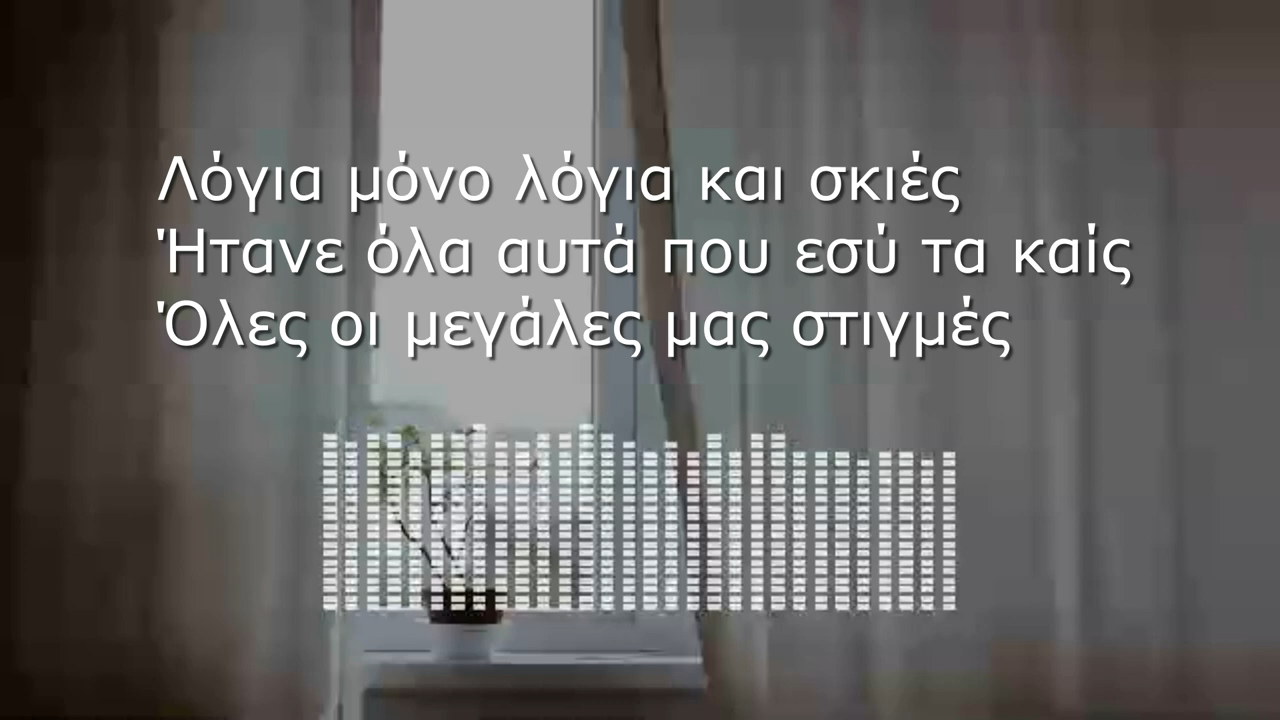 Λόγια μόνο λόγια και σκιές
Ήτανε όλα αυτά που εσύ τα καίς
Όλες οι μεγάλες μας στιγμές